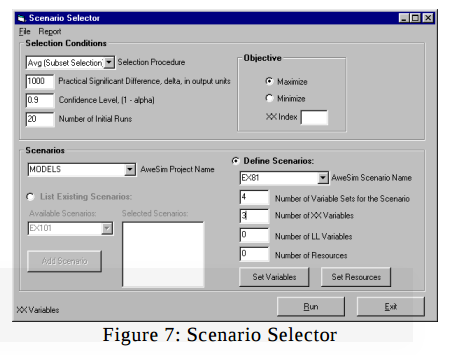 Scenario Selector
File Report
Selection Conditions
Avg (Subset Selection) Selection Procedure
1000 Practical Significant Difference, delta, in output units
0.9 Confidence Level, (1 - alpha)
20 Number of Initial Runs
Objective
Maximize
Minimize
XX Index
Scenarios
MODELS AweSim Project Name
List Existing Scenarios:
Available Scenarios: Selected Scenarios:
EX101
Add Scenario
Define Scenarios:
EX81 AweSim Scenario Name
4 Number of Variable Sets for the Scenario
3 Number of XX Variables
0 Number of LL Variables
0 Number of Resources
Set Variables Set Resources
XX Variables
Run Exit
Figure 7: Scenario Selector